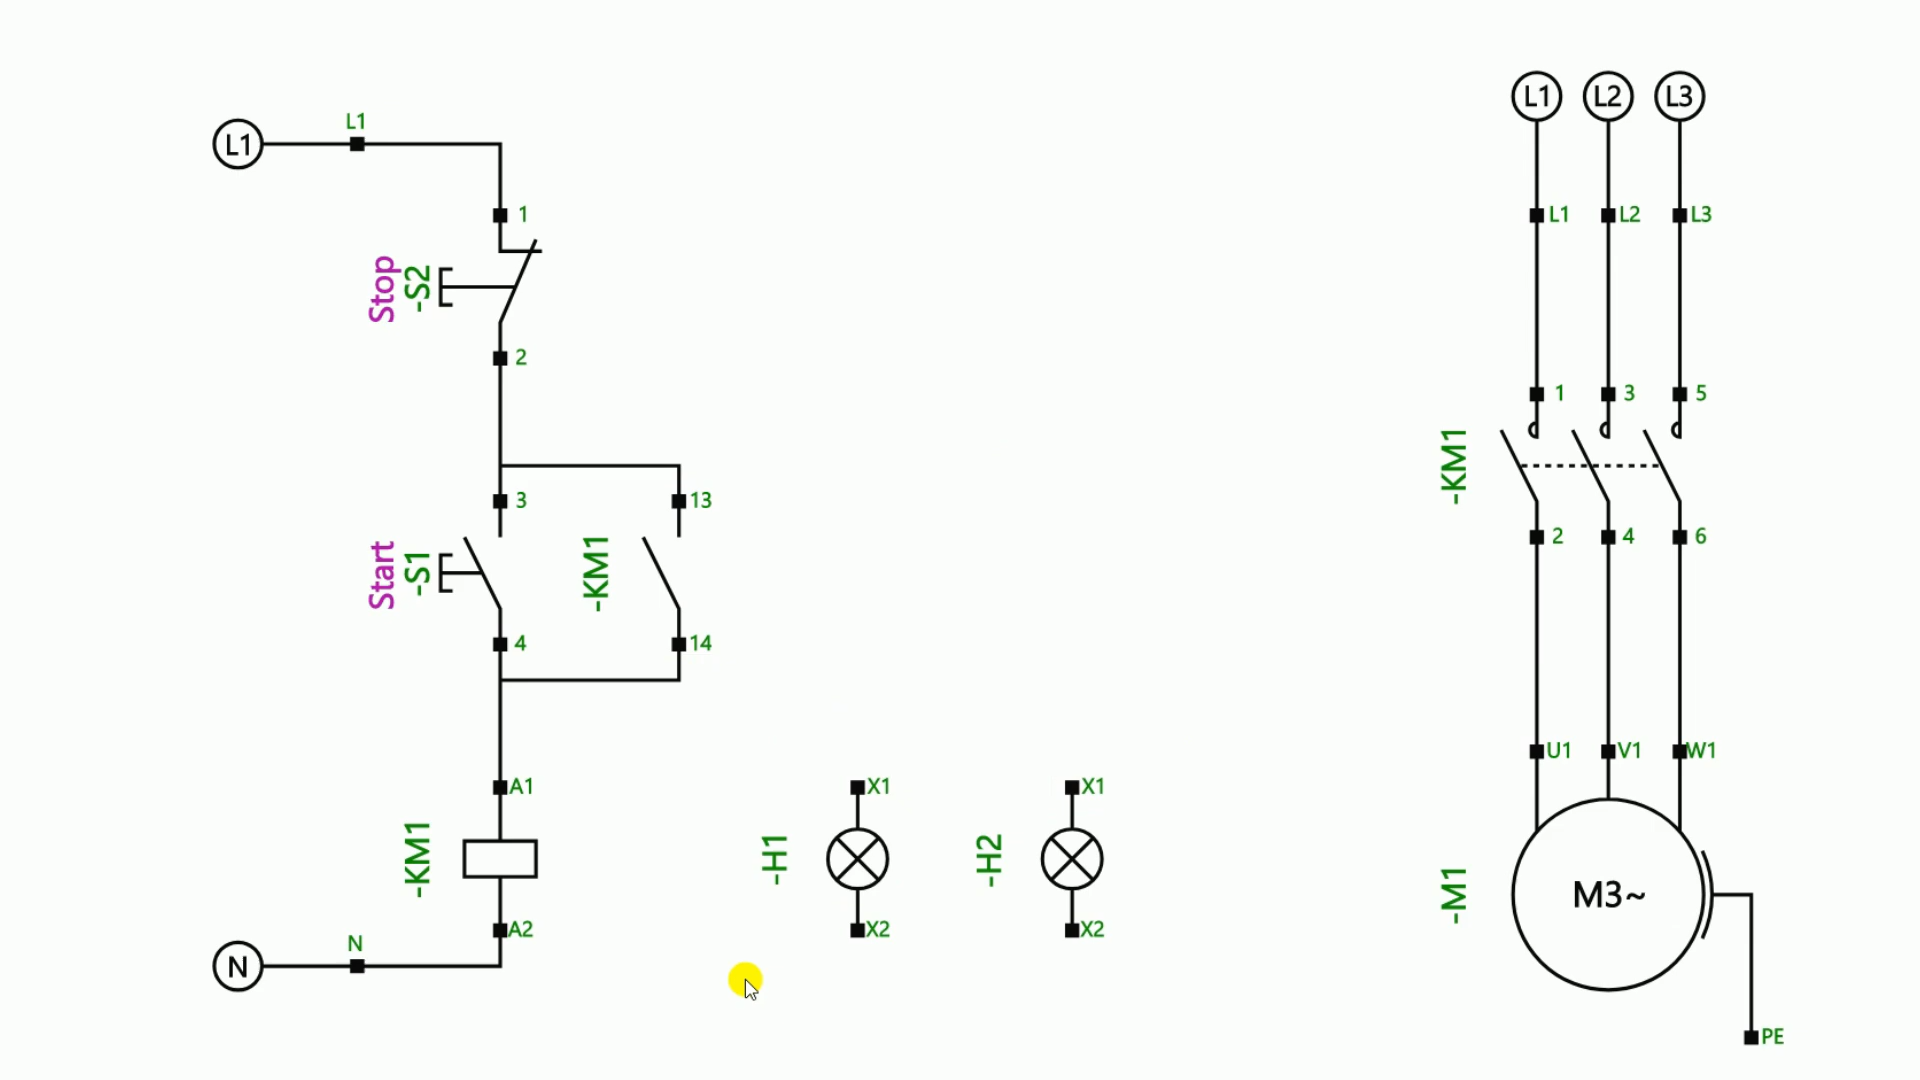 L1
L1
1
Stop
-S2
2
3
13
Start
-S1
-KM1
4
14
A1
-KM1
A2
N
N
X1
-H1
X2
X1
-H2
X2
L1
L2
L3
L1
L2
L3
1
3
5
-KM1
2
4
6
U1
V1
W1
-M1
M3~
PE